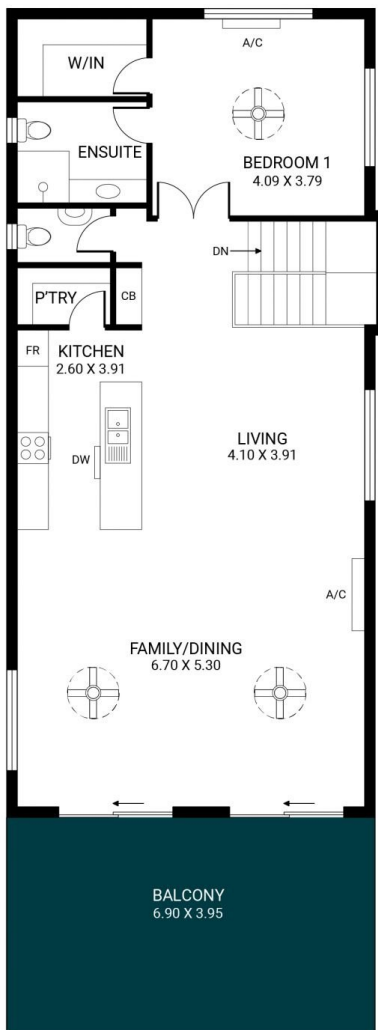 A/C
W/IN
ENSUITE
BEDROOM 1
4.09 X 3.79
DN
P'TRY
CB
FR
KITCHEN
2.60 X 3.91
DW
LIVING
4.10 X 3.91
A/C
FAMILY/DINING
6.70 X 5.30
BALCONY
6.90 X 3.95